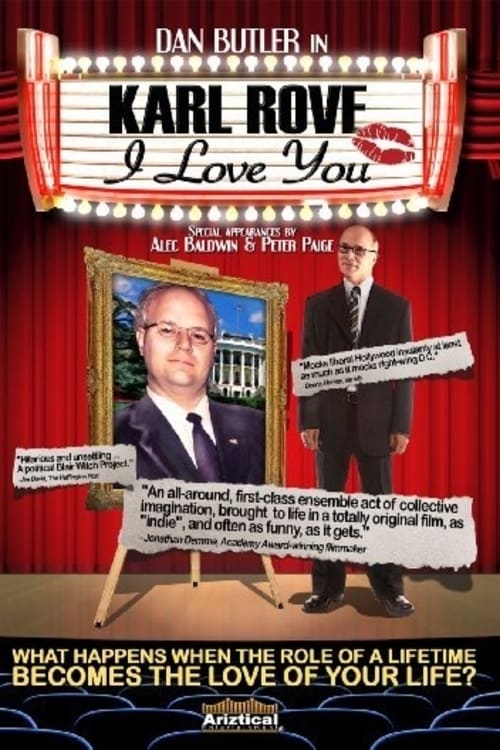 DAN BUTLER IN
KARL ROVE
I Love You
SPECIAL APPEARANCES BY
ALEC BALDWIN & PETER PAIGE
"Mocks liberal Hollywood insularity at least
as much as it mocks right-wing D.C."
"Hilarious and unsettling ...
A political Blair Witch Project."
The Huffington Post
"An all-around, first-class ensemble act of collective
imagination, brought to life in a totally original film, as
"indie", and often as funny, as it gets."
-Jonathan Demme, Academy Award-winning filmmaker
WHAT HAPPENS WHEN THE ROLE OF A LIFETIME
BECOMES THE LOVE OF YOUR LIFE?
Ariztical